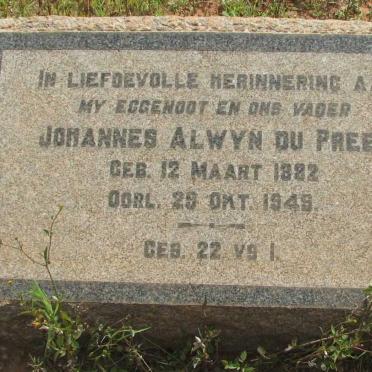 IN LIEFDEVOLLE HERINNERING A
MY EGGENOOT EN ONS VADER
JOHANNES ALWYN DU PREE
GEB. 12 MAART 1882
OORL. 29 OKT. 1949.
GES. 22 VS 1.